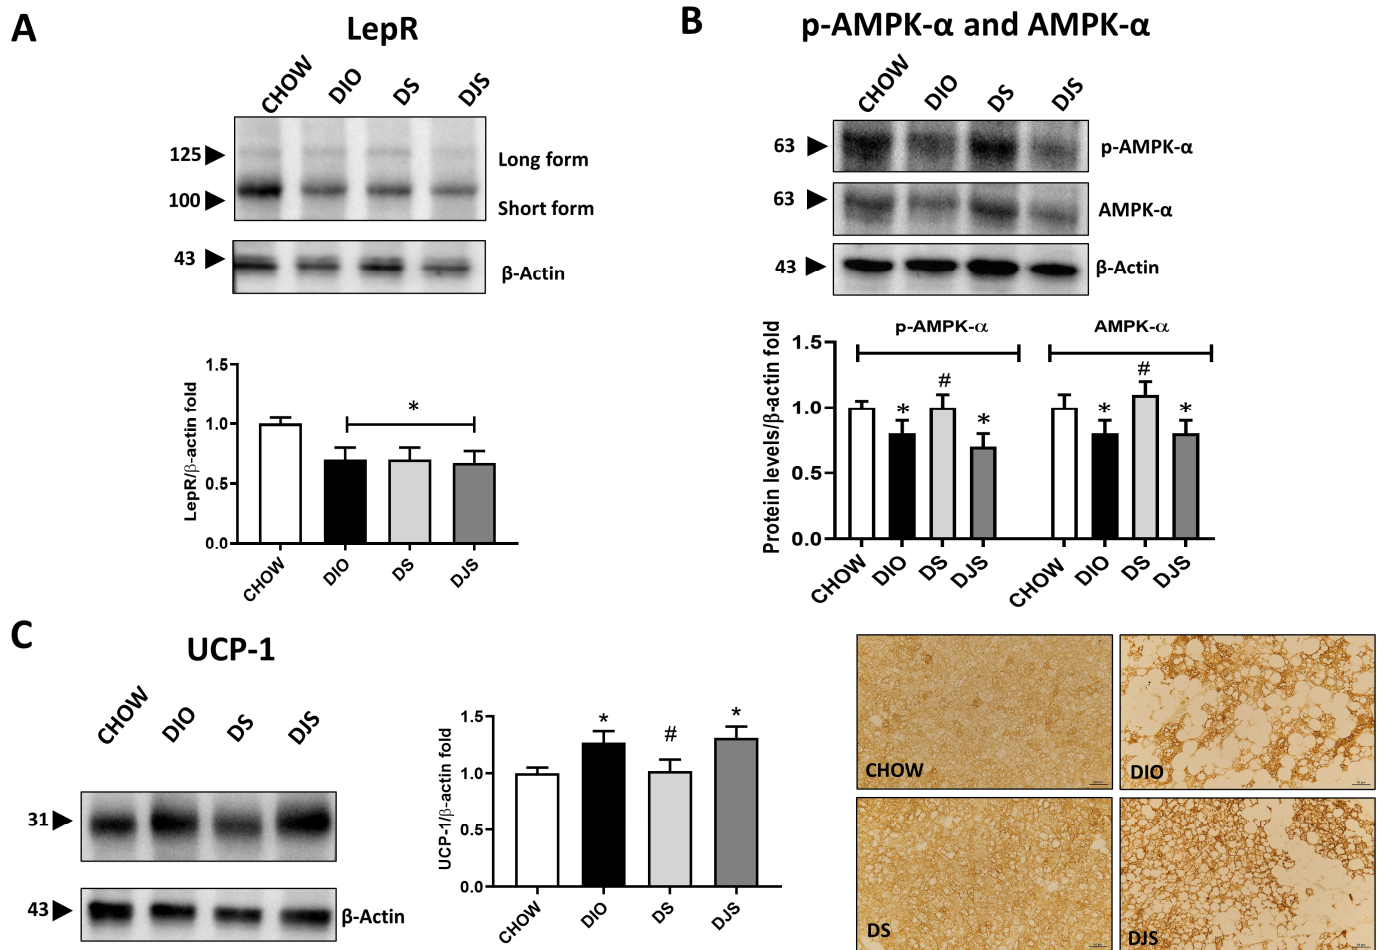 A
LepR
CHOW
DIO
DS
DJS
125
Long form
100
Short form
43
β-Actin
LepR/β-actin fold
1.5
1.0
0.5
0.0
*
CHOW
DIO
DS
DJS
B
p-AMPK-α and AMPK-α
CHOW
DIO
DS
DJS
63
p-AMPK-α
63
AMPK-α
43
β-Actin
Protein levels/β-actin fold
p-AMPK-α
AMPK-α
1.5
1.0
0.5
0.0
*
#
*
*
#
*
CHOW
DIO
DS
DJS
CHOW
DIO
DS
DJS
C
UCP-1
CHOW
DIO
DS
DJS
31
43
β-Actin
UCP-1/β-actin fold
1.5
1.0
0.5
0.0
*
#
*
CHOW
DIO
DS
DJS
CHOW
DIO
DS
DJS